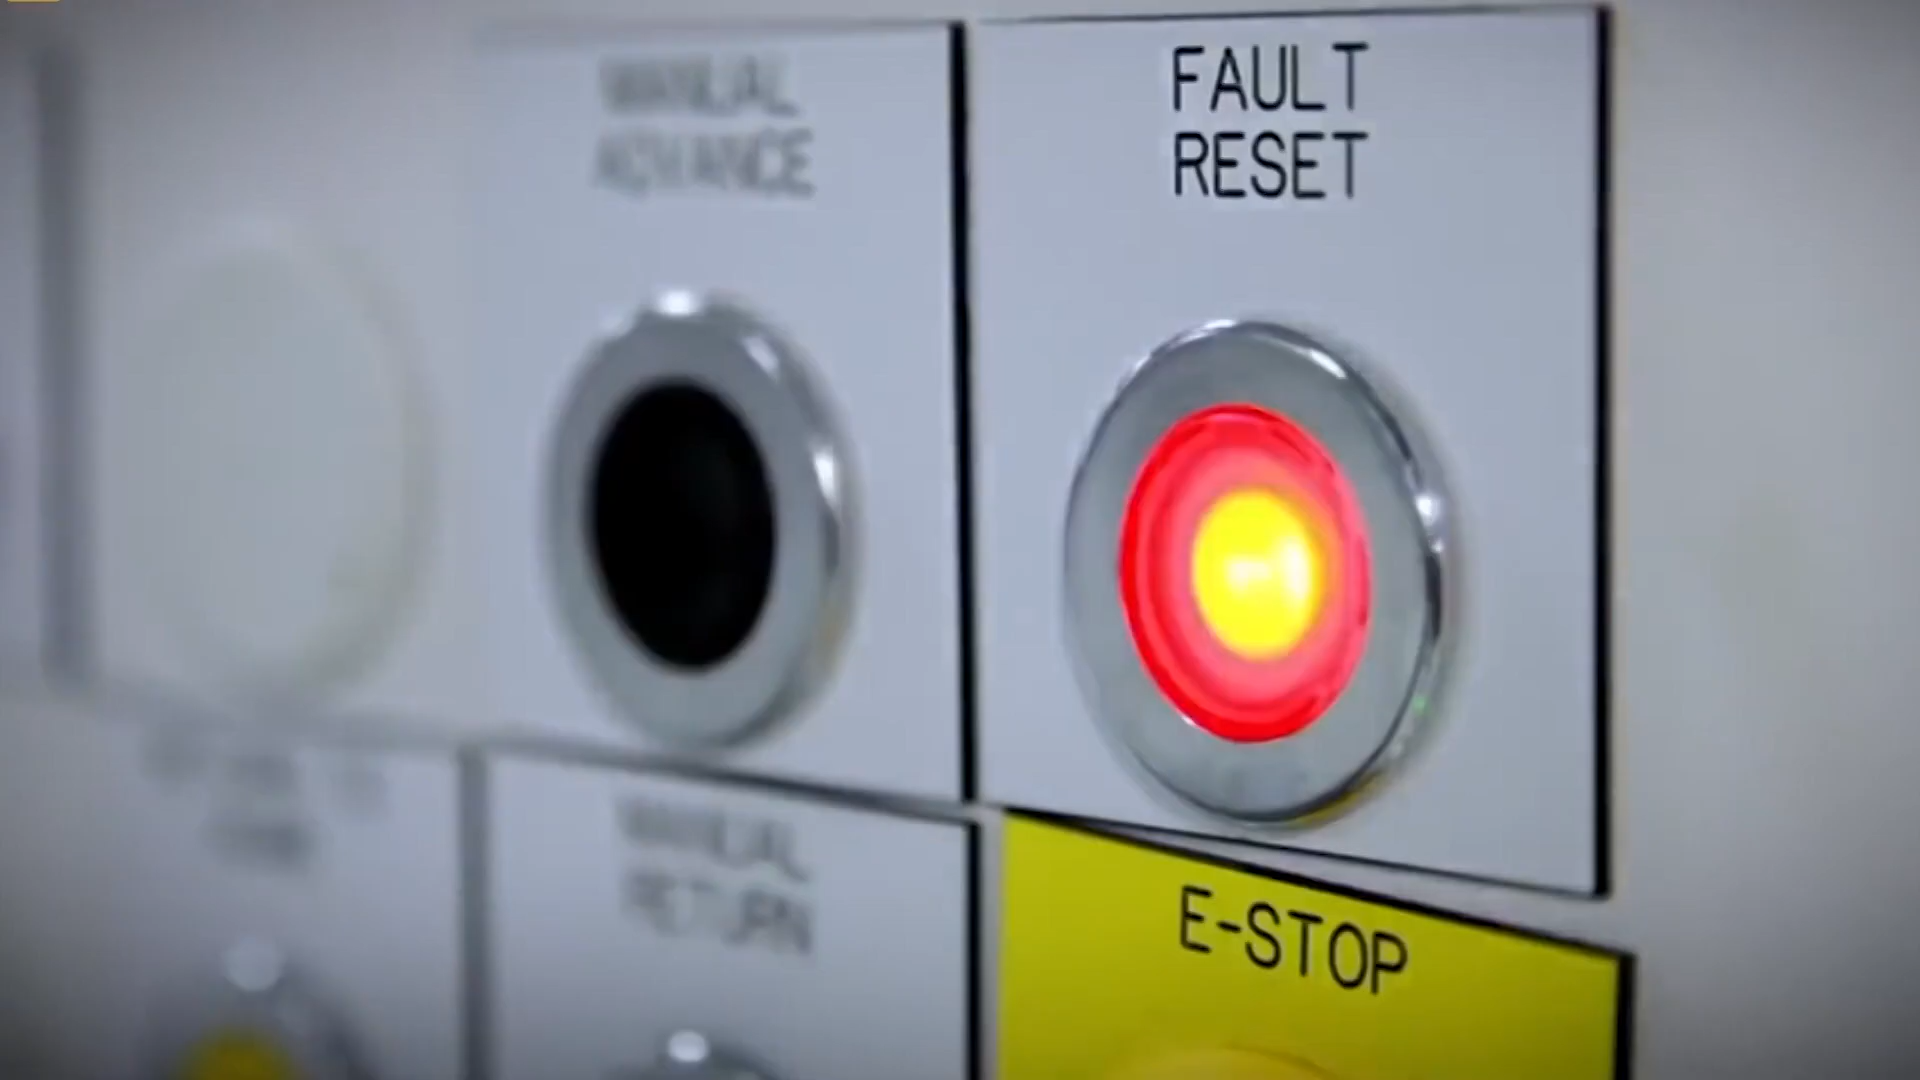 MANUAL
ADVANCE
FAULT
RESET
MANUAL
RETURN
E-STOP